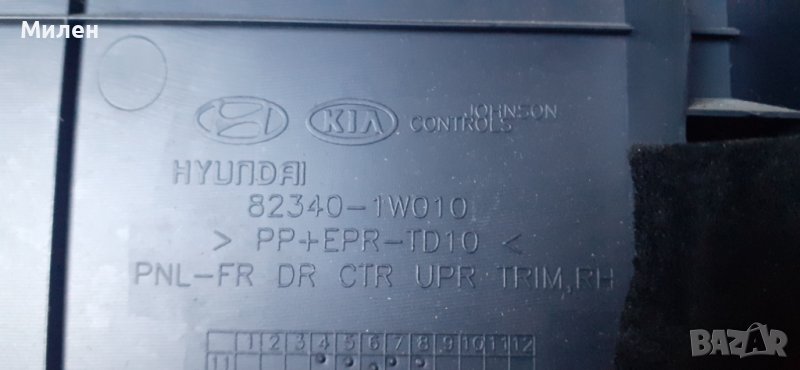 Милен
KIA JOHNSON
CONTROLS
HYUNDAI
82340-1W010
> PP+EPR-TD10 <
PNL-FR DR CTR UPR TRIM,RH
1 2 3 4 5 6 7 8 9 10 11 12
11
BAZAR